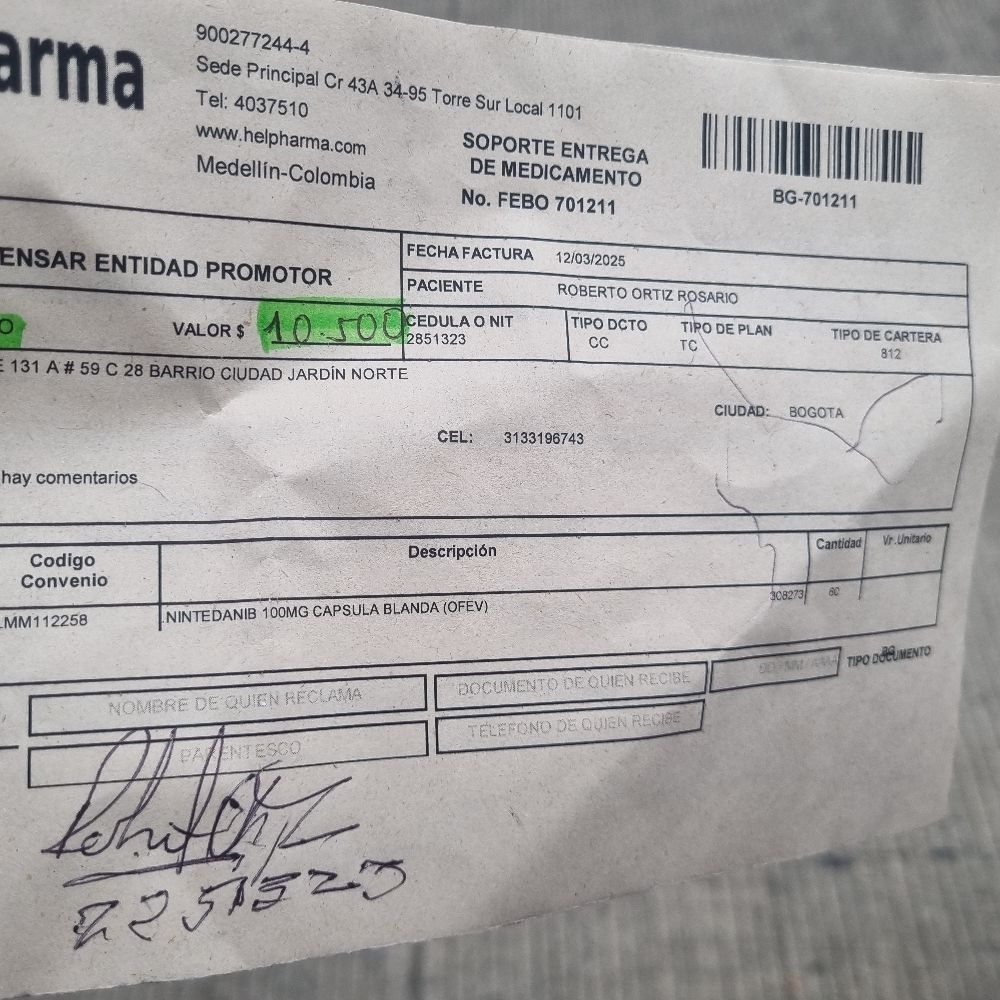 arma
900277244-4
Sede Principal Cr 43A 34-95 Torre Sur Local 1101
Tel: 4037510
www.helpharma.com
Medellín-Colombia
SOPORTE ENTREGA
DE MEDICAMENTO
No. FEBO 701211
BG-701211
ENSAR ENTIDAD PROMOTOR
FECHA FACTURA 12/03/2025
PACIENTE ROBERTO ORTIZ ROSARIO
O VALOR $ 10.500
CEDULA O NIT TIPO DCTO TIPO DE PLAN TIPO DE CARTERA
2851323 CC TC 812
E 131 A # 59 C 28 BARRIO CIUDAD JARDÍN NORTE
CIUDAD: BOGOTA
CEL: 3133196743
hay comentarios
Codigo Convenio Descripción Cantidad Vr.Unitario
LMM112258 NINTEDANIB 100MG CAPSULA BLANDA (OFEV) 308273 60
NOMBRE DE QUIEN RECLAMA DOCUMENTO DE QUIEN RECIBE DD / MM / AAAA TIPO DOCUMENTO
PARENTESCO TELEFONO DE QUIEN RECIBE